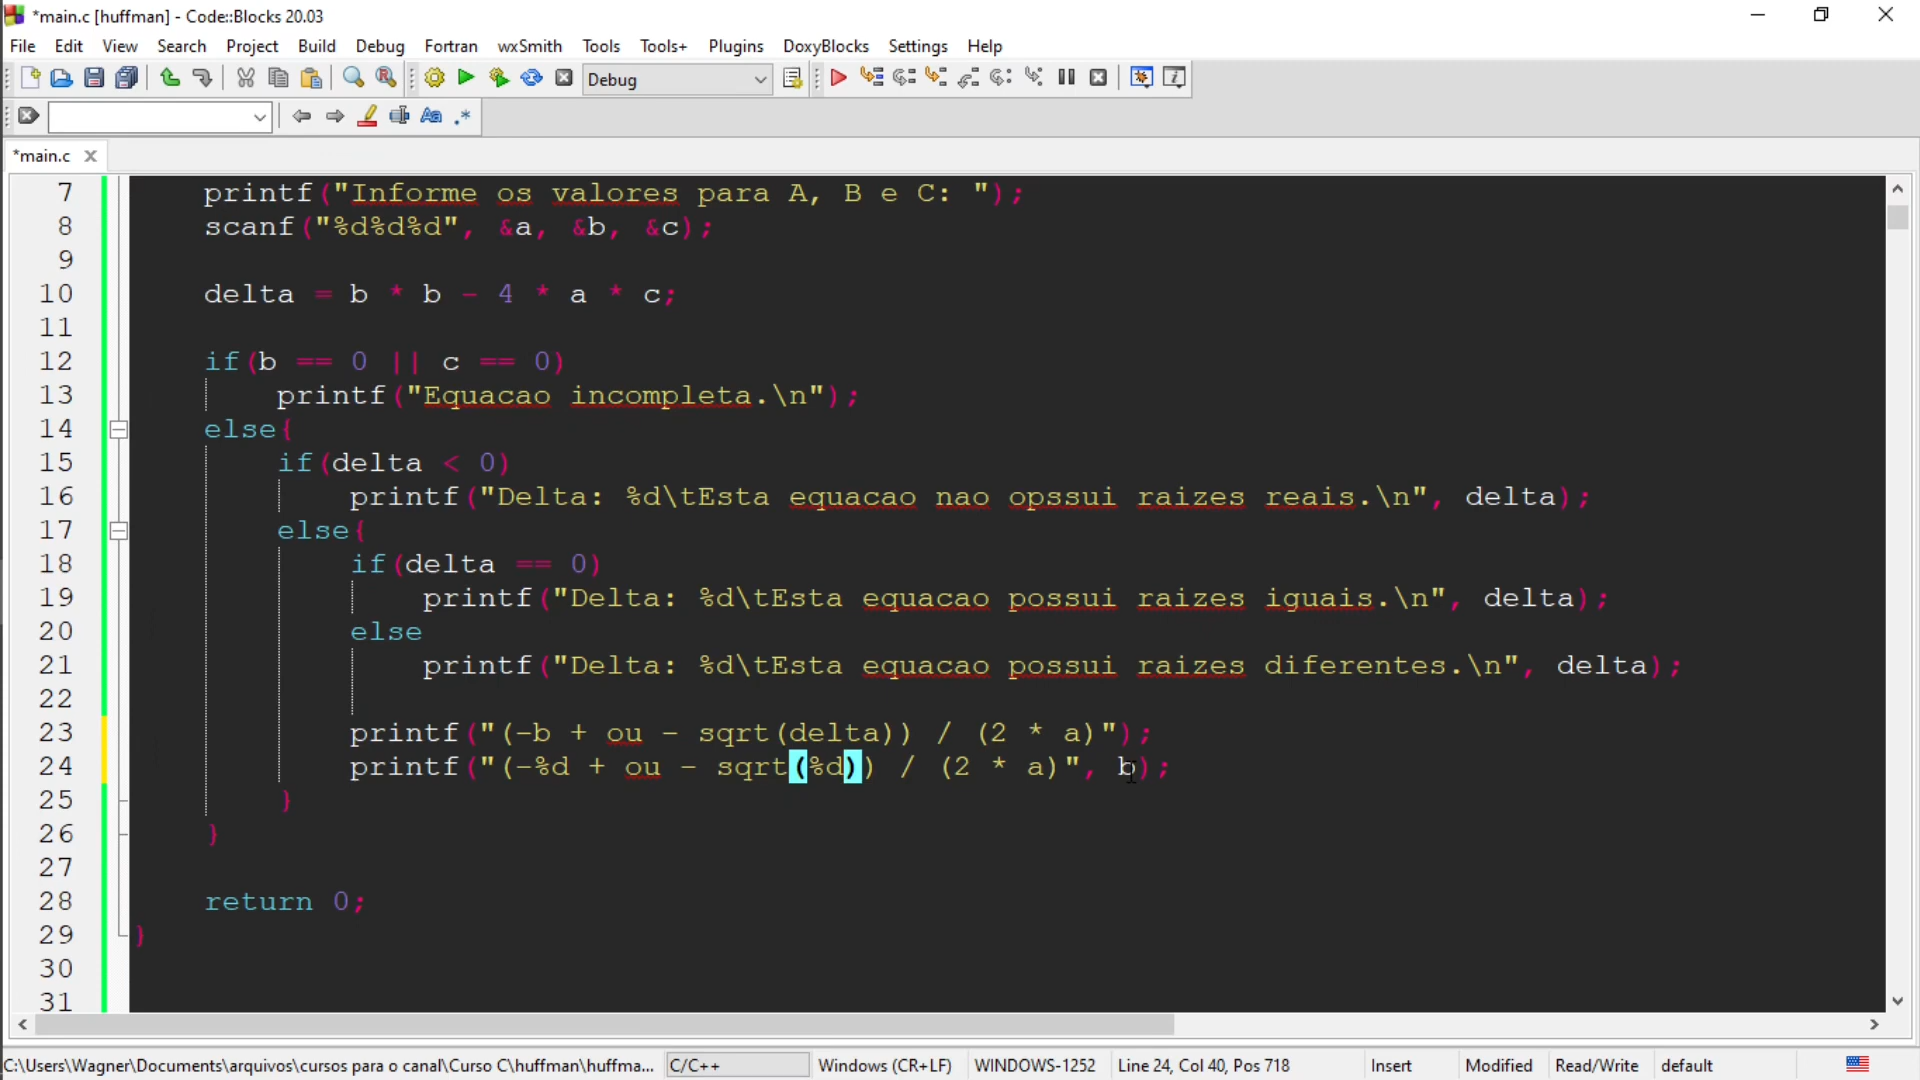 *main.c [huffman] - Code::Blocks 20.03
File Edit View Search Project Build Debug Fortran wxSmith Tools Tools+ Plugins DoxyBlocks Settings Help
Debug
*main.c
7 printf("Informe os valores para A, B e C: ");
8 scanf("%d%d%d", &a, &b, &c);
9
10 delta = b * b - 4 * a * c;
11
12 if(b == 0 || c == 0)
13 printf("Equacao incompleta.\n");
14 else{
15 if(delta < 0)
16 printf("Delta: %d\tEsta equacao nao opssui raizes reais.\n", delta);
17 else{
18 if(delta == 0)
19 printf("Delta: %d\tEsta equacao possui raizes iguais.\n", delta);
20 else
21 printf("Delta: %d\tEsta equacao possui raizes diferentes.\n", delta);
22
23 printf("(-b + ou - sqrt(delta)) / (2 * a)");
24 printf("(-%d + ou - sqrt(%d)) / (2 * a)", b);
25 }
26 }
27
28 return 0;
29 }
30
31
C:\Users\Wagner\Documents\arquivos\cursos para o canal\Curso C\huffman\huffma... C/C++ Windows (CR+LF) WINDOWS-1252 Line 24, Col 40, Pos 718 Insert Modified Read/Write default